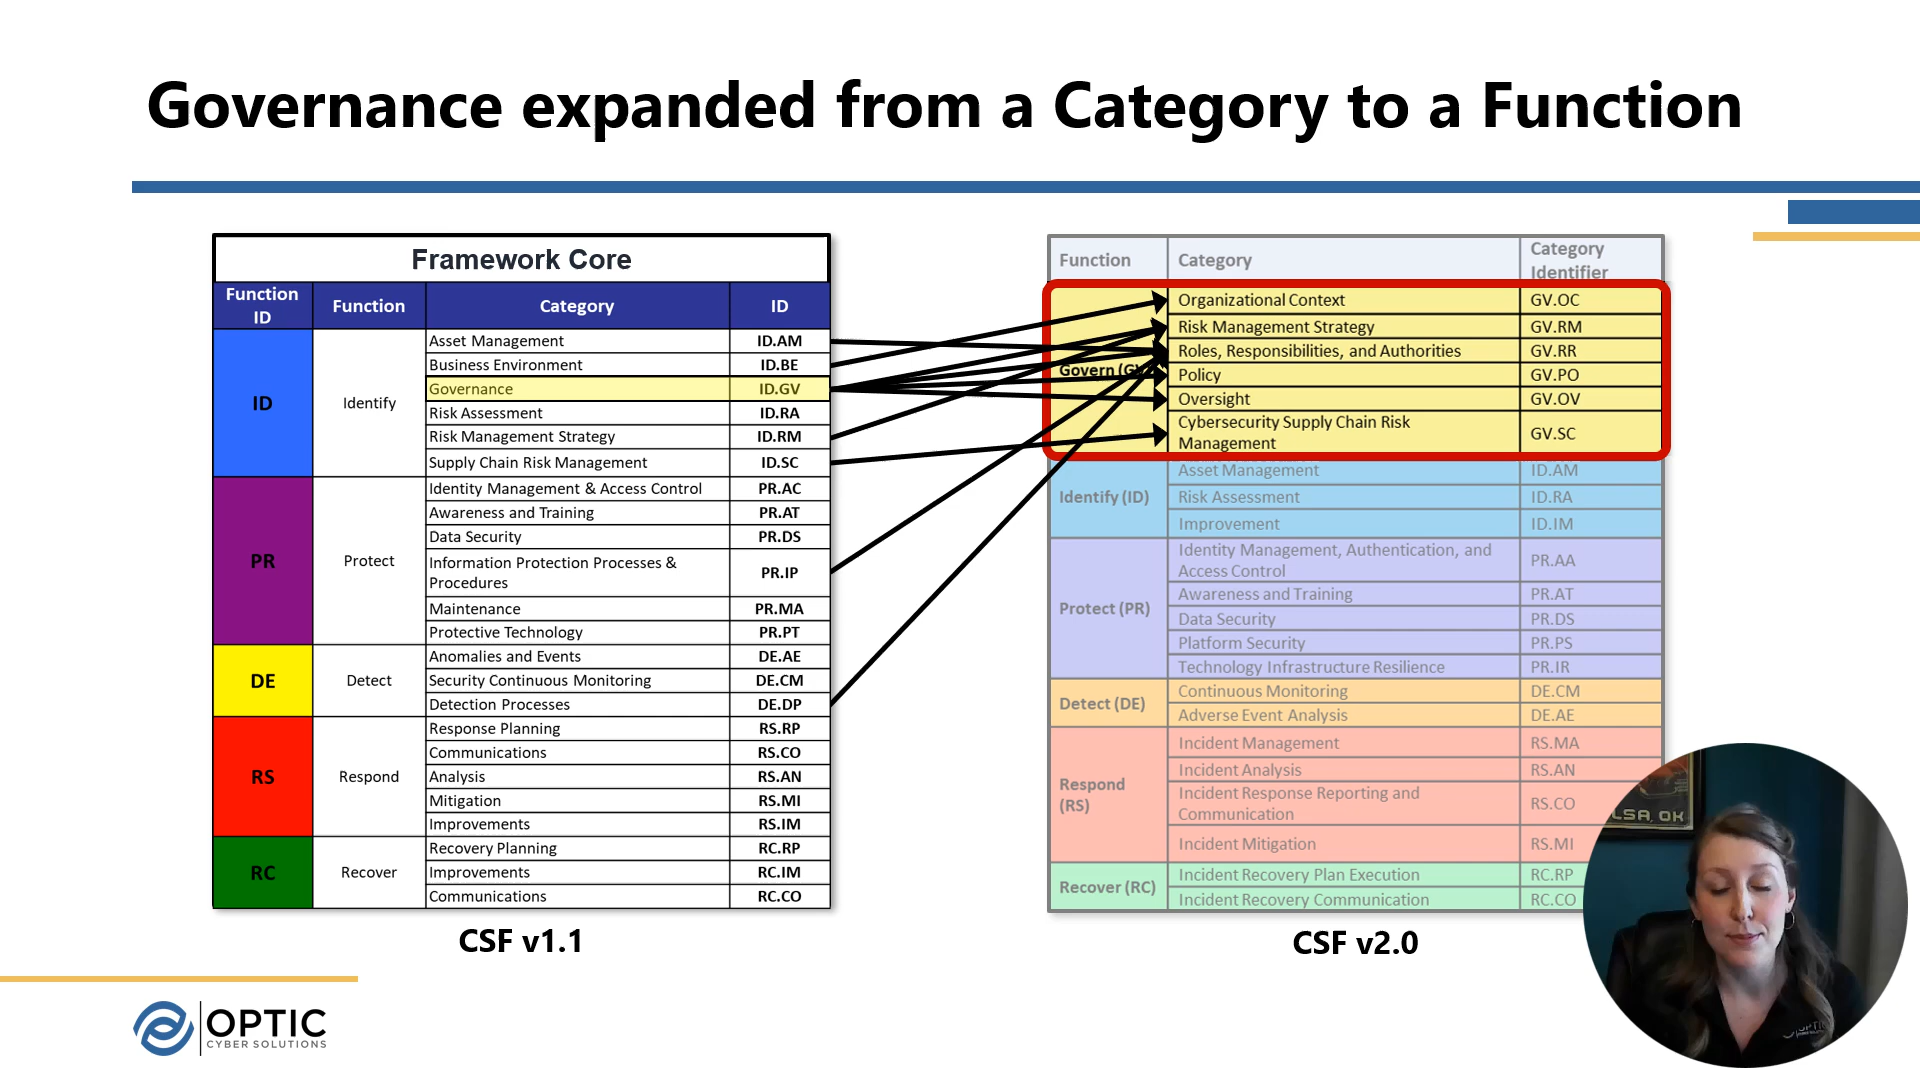 Governance expanded from a Category to a Function
Framework Core
Function ID
Function
Category
ID
ID
Identify
Asset Management ID.AM
Business Environment ID.BE
Governance ID.GV
Risk Assessment ID.RA
Risk Management Strategy ID.RM
Supply Chain Risk Management ID.SC
PR
Protect
Identity Management & Access Control PR.AC
Awareness and Training PR.AT
Data Security PR.DS
Information Protection Processes &
Procedures PR.IP
Maintenance PR.MA
Protective Technology PR.PT
DE
Detect
Anomalies and Events DE.AE
Security Continuous Monitoring DE.CM
Detection Processes DE.DP
RS
Respond
Response Planning RS.RP
Communications RS.CO
Analysis RS.AN
Mitigation RS.MI
Improvements RS.IM
RC
Recover
Recovery Planning RC.RP
Improvements RC.IM
Communications RC.CO
CSF v1.1
Function
Category
Category
Identifier
Govern
Organizational Context GV.OC
Risk Management Strategy GV.RM
Roles, Responsibilities, and Authorities GV.RR
Policy GV.PO
Oversight GV.OV
Cybersecurity Supply Chain Risk
Management GV.SC
Identify (ID)
Asset Management ID.AM
Risk Assessment ID.RA
Improvement ID.IM
Protect (PR)
Identity Management, Authentication, and
Access Control PR.AA
Awareness and Training PR.AT
Data Security PR.DS
Platform Security PR.PS
Technology Infrastructure Resilience PR.IR
Detect (DE)
Continuous Monitoring DE.CM
Adverse Event Analysis DE.AE
Respond
(RS)
Incident Management RS.MA
Incident Analysis RS.AN
Incident Response Reporting and
Communication RS.CO
Incident Mitigation RS.MI
Recover (RC)
Incident Recovery Plan Execution RC.RP
Incident Recovery Communication RC.CO
CSF v2.0
LSA, OK
OPTIC
CYBER SOLUTIONS